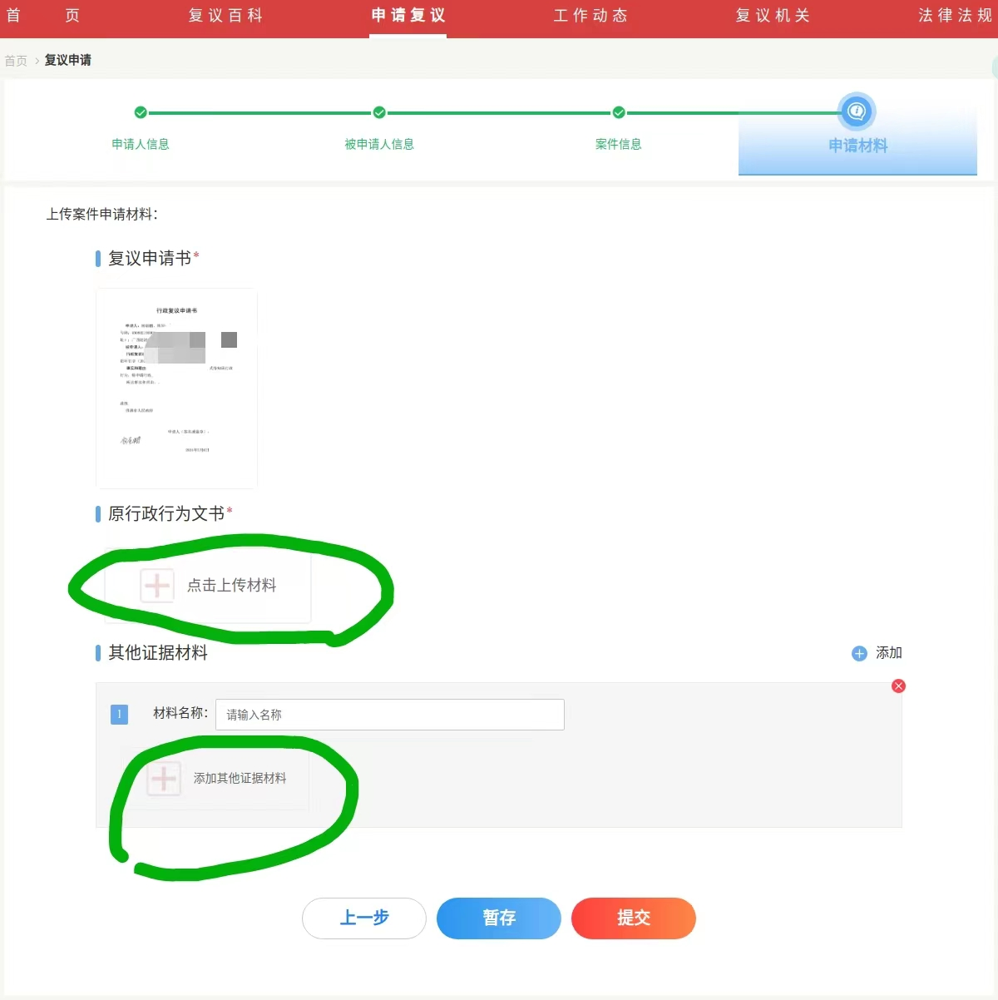 首 页 复议百科 申请复议 工作动态 复议机关 法律法规
首页 > 复议申请
申请人信息 被申请人信息 案件信息 申请材料
上传案件申请材料：
复议申请书*
行政复议申请书
原行政行为文书*
点击上传材料
其他证据材料 添加
1 材料名称： 请输入名称
添加其他证据材料
上一步 暂存 提交